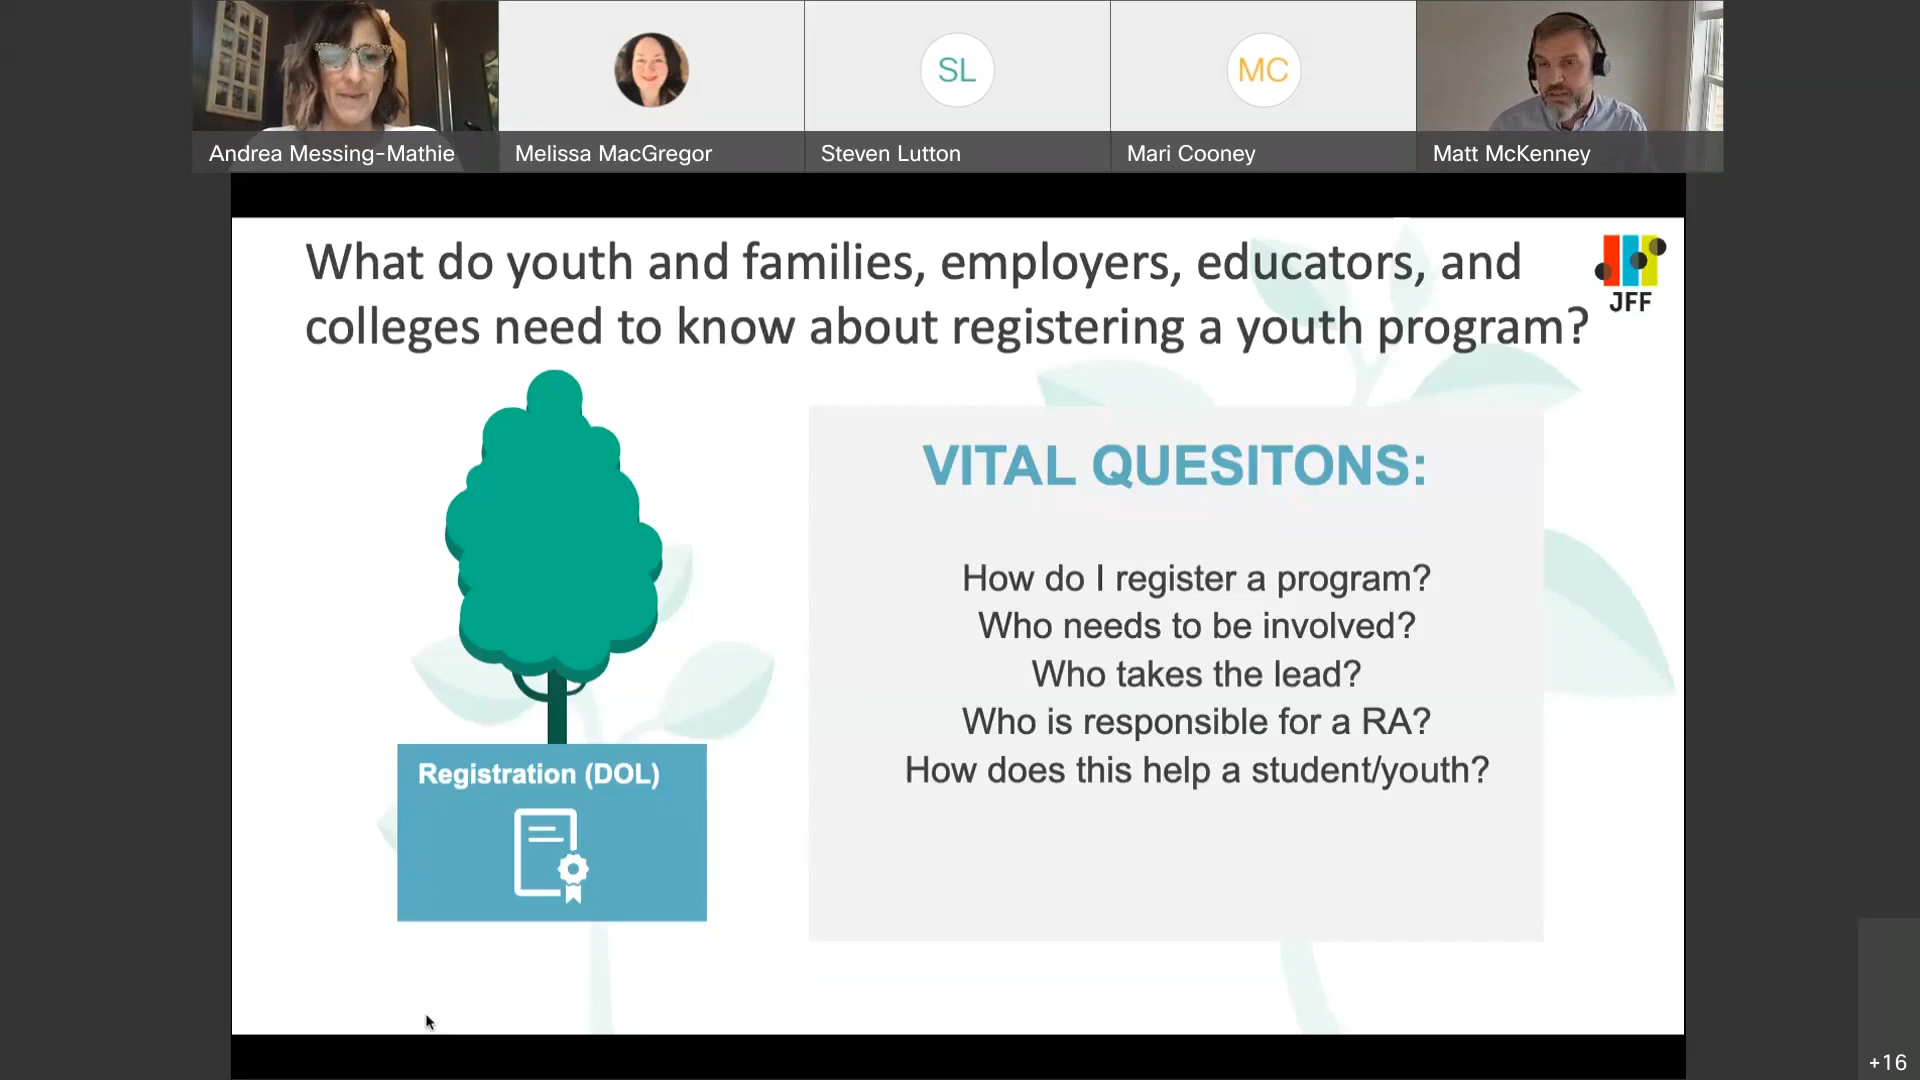 Andrea Messing-Mathie
Melissa MacGregor
SL
Steven Lutton
MC
Mari Cooney
Matt McKenney
What do youth and families, employers, educators, and
colleges need to know about registering a youth program?
JFF
VITAL QUESITONS:
How do I register a program?
Who needs to be involved?
Who takes the lead?
Who is responsible for a RA?
How does this help a student/youth?
Registration (DOL)
+16